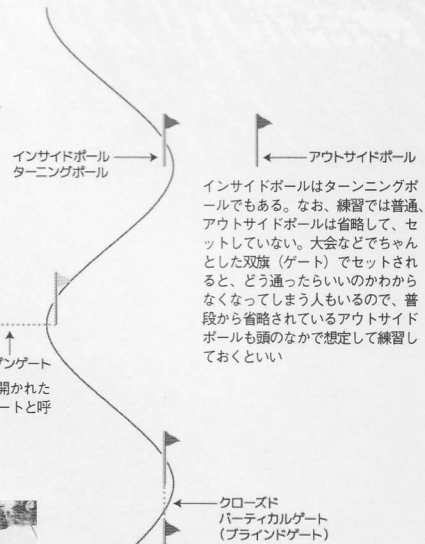 インサイドポール
ターニングポール
アウトサイドポール
インサイドポールはターンニングポ
ールでもある。なお、練習では普通、
アウトサイドポールは省略して、セ
ットしていない。大会などでちゃん
とした双旗（ゲート）でセットされ
ると、どう通ったらいいのかわから
なくなってしまう人もいるので、普
段から省略されているアウトサイド
ポールも頭のなかで想定して練習し
ておくといい
プンゲート
開かれた
ートと呼
クローズド
バーティカルゲート
（ブラインドゲート）